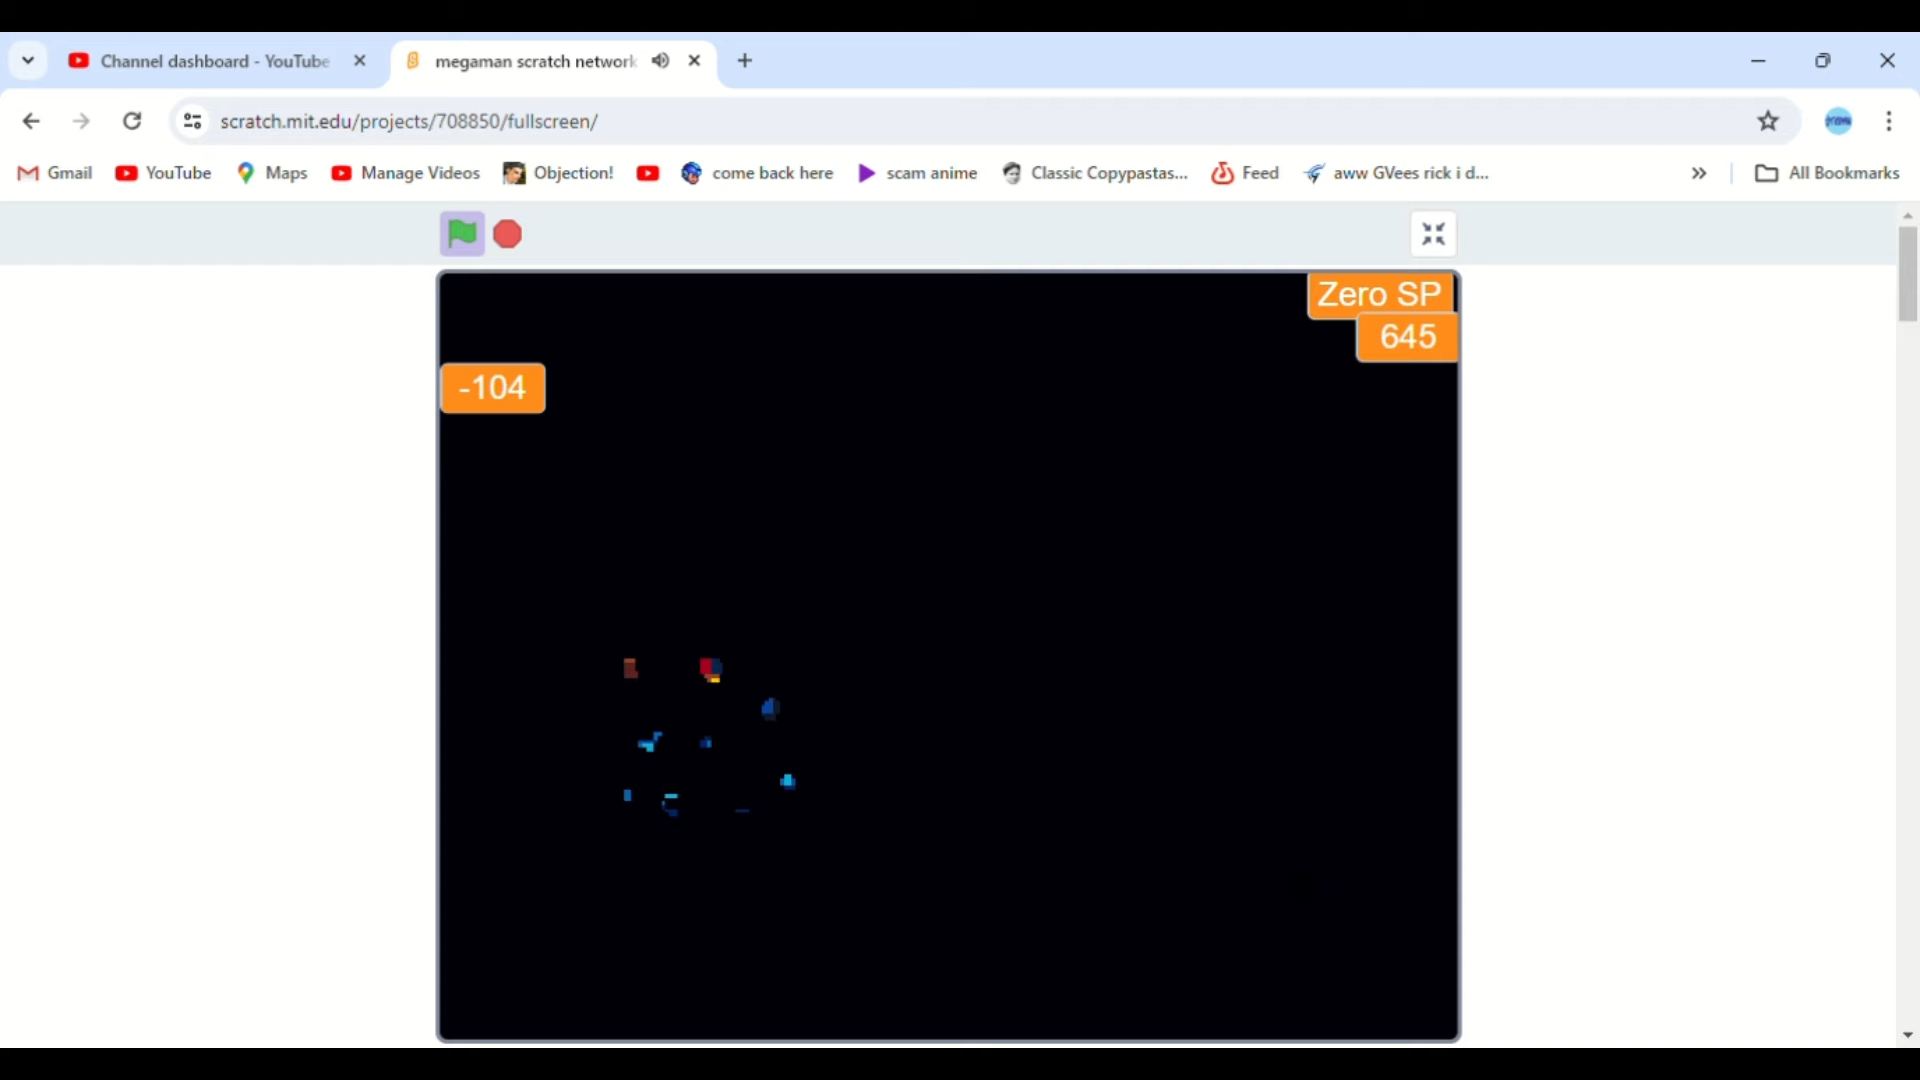 Channel dashboard - YouTube
megaman scratch network
scratch.mit.edu/projects/708850/fullscreen/
Gmail
YouTube
Maps
Manage Videos
Objection!
come back here
scam anime
Classic Copypastas...
Feed
aww GVees rick i d...
All Bookmarks
Zero SP
645
-104